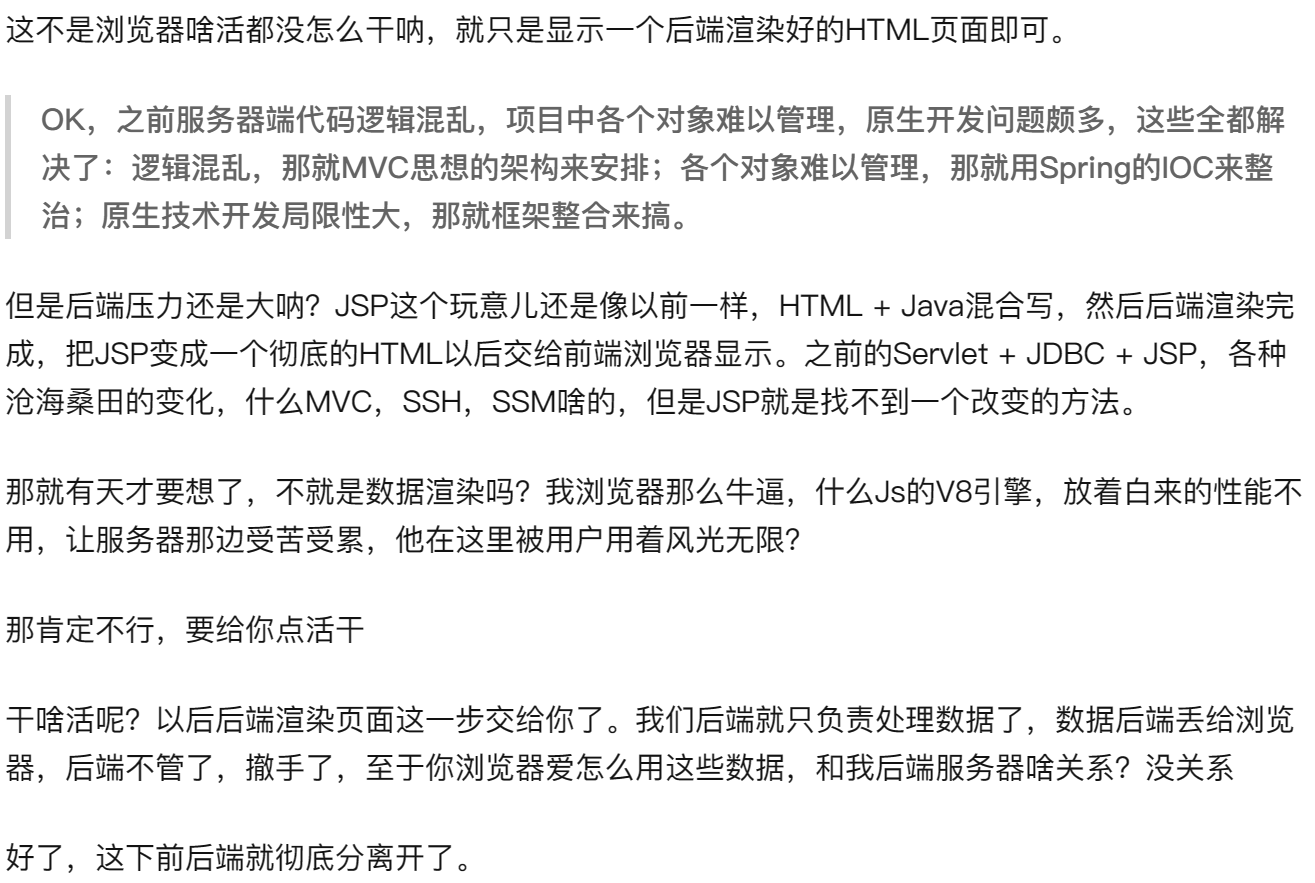 这不是浏览器啥活都没怎么干呐，就只是显示一个后端渲染好的HTML页面即可。
OK，之前服务器端代码逻辑混乱，项目中各个对象难以管理，原生开发问题颇多，这些全都解
决了：逻辑混乱，那就MVC思想的架构来安排；各个对象难以管理，那就用Spring的IOC来整
治；原生技术开发局限性大，那就框架整合来搞。
但是后端压力还是大呐？JSP这个玩意儿还是像以前一样，HTML + Java混合写，然后后端渲染完
成，把JSP变成一个彻底的HTML以后交给前端浏览器显示。之前的Servlet + JDBC + JSP，各种
沧海桑田的变化，什么MVC，SSH，SSM啥的，但是JSP就是找不到一个改变的方法。
那就有天才要想了，不就是数据渲染吗？我浏览器那么牛逼，什么Js的V8引擎，放着白来的性能不
用，让服务器那边受苦受累，他在这里被用户用着风光无限？
那肯定不行，要给你点活干
干啥活呢？以后后端渲染页面这一步交给你了。我们后端就只负责处理数据了，数据后端丢给浏览
器，后端不管了，撤手了，至于你浏览器爱怎么用这些数据，和我后端服务器啥关系？没关系
好了，这下前后端就彻底分离开了。